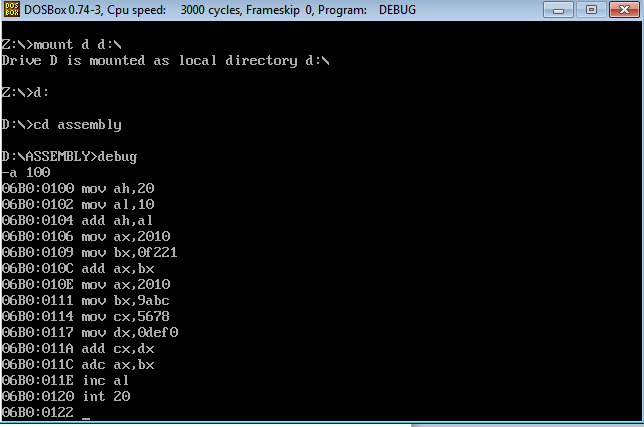 DOS BOX
DOSBox 0.74-3, Cpu speed:    3000 cycles, Frameskip  0, Program:    DEBUG
Z:\>mount d d:\
Drive D is mounted as local directory d:\
Z:\>d:
D:\>cd assembly
D:\ASSEMBLY>debug
-a 100
06B0:0100 mov ah,20
06B0:0102 mov al,10
06B0:0104 add ah,al
06B0:0106 mov ax,2010
06B0:0109 mov bx,0f221
06B0:010C add ax,bx
06B0:010E mov ax,2010
06B0:0111 mov bx,9abc
06B0:0114 mov cx,5678
06B0:0117 mov dx,0def0
06B0:011A add cx,dx
06B0:011C adc ax,bx
06B0:011E inc al
06B0:0120 int 20
06B0:0122 _